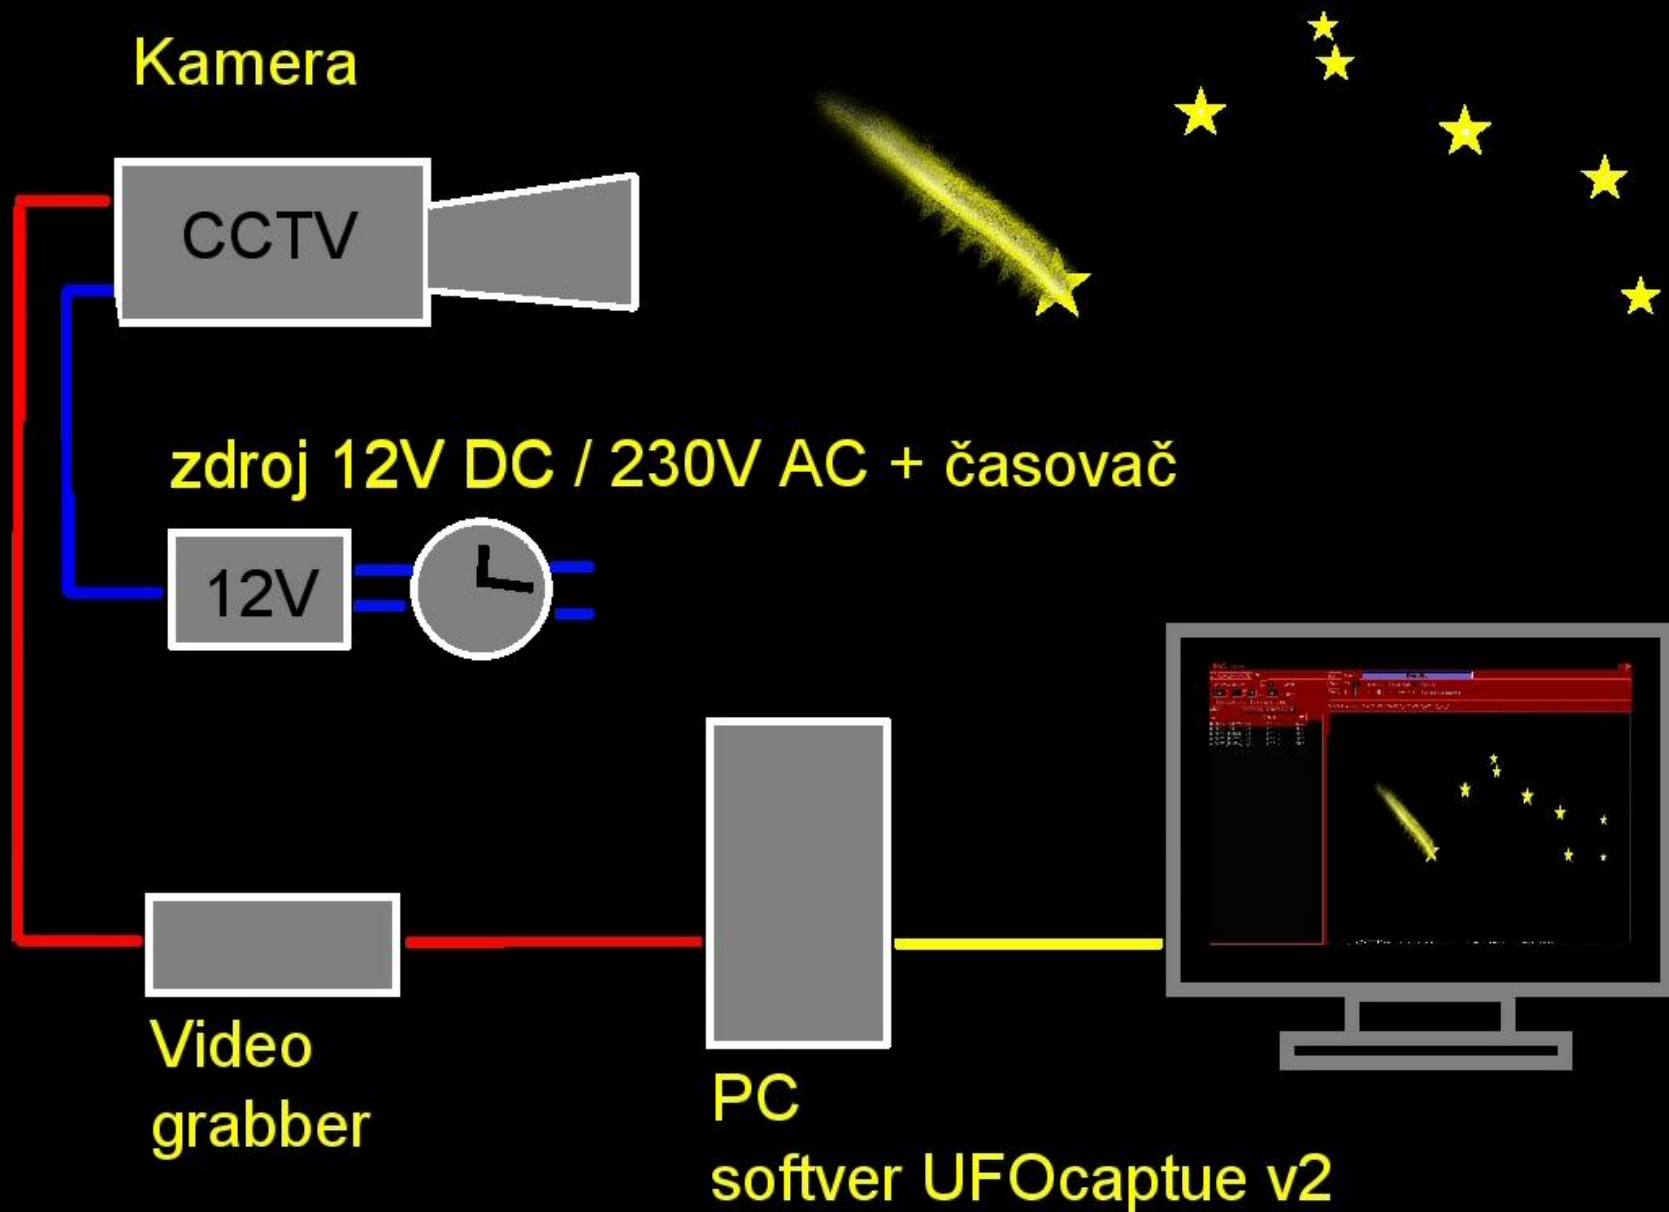 Kamera
CCTV
zdroj 12V DC / 230V AC + časovač
12V
Video
grabber
PC
softver UFOcaptue v2